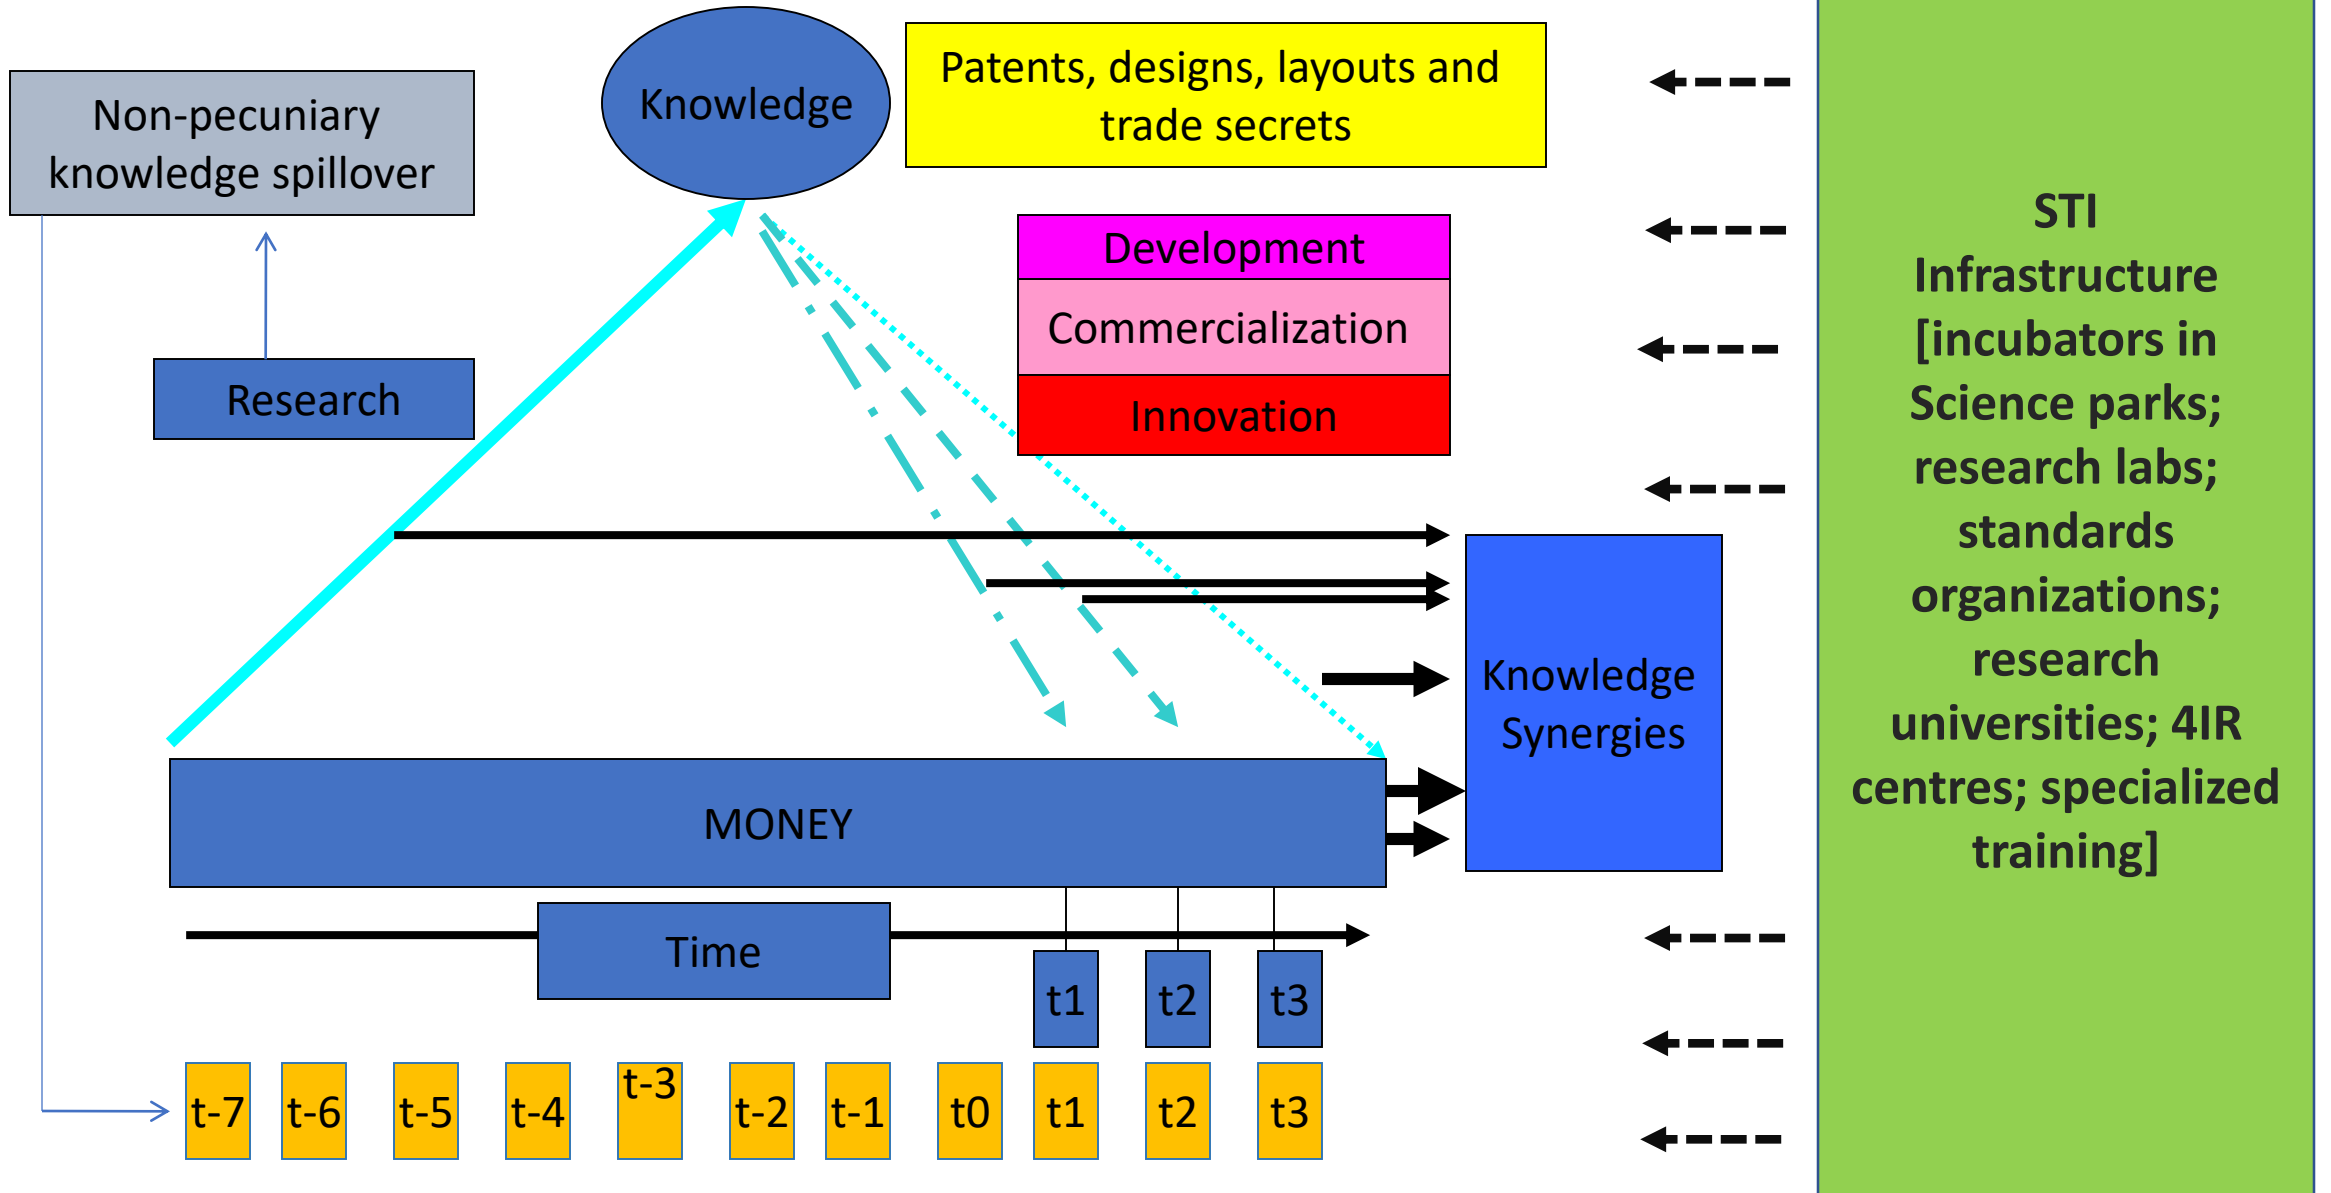 Non-pecuniary
knowledge spillover
Knowledge
Patents, designs, layouts and
trade secrets
Development
Commercialization
Innovation
Research
Knowledge
Synergies
MONEY
Time
t1
t2
t3
t-7
t-6
t-5
t-4
t-3
t-2
t-1
t0
t1
t2
t3
STI
Infrastructure
[incubators in
Science parks;
research labs;
standards
organizations;
research
universities; 4IR
centres; specialized
training]